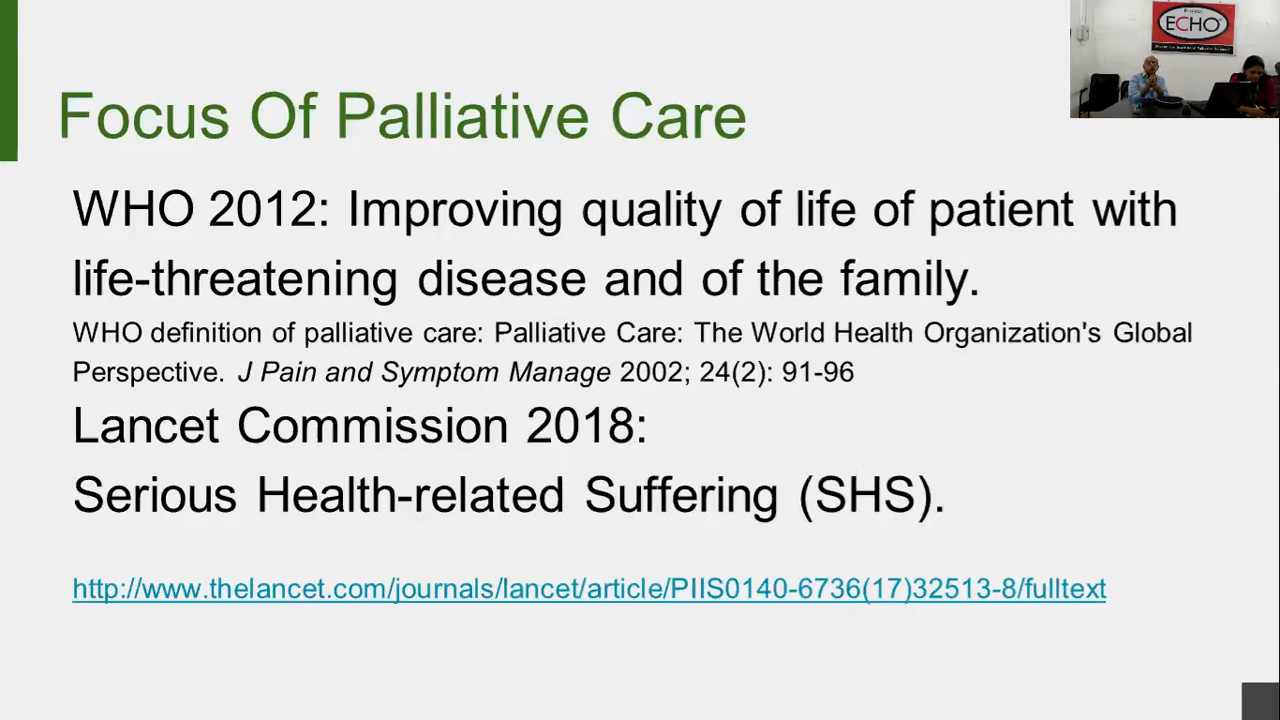 ECHO
Focus Of Palliative Care
WHO 2012: Improving quality of life of patient with
life-threatening disease and of the family.
WHO definition of palliative care: Palliative Care: The World Health Organization's Global
Perspective. J Pain and Symptom Manage 2002; 24(2): 91-96
Lancet Commission 2018:
Serious Health-related Suffering (SHS).
http://www.thelancet.com/journals/lancet/article/PIIS0140-6736(17)32513-8/fulltext